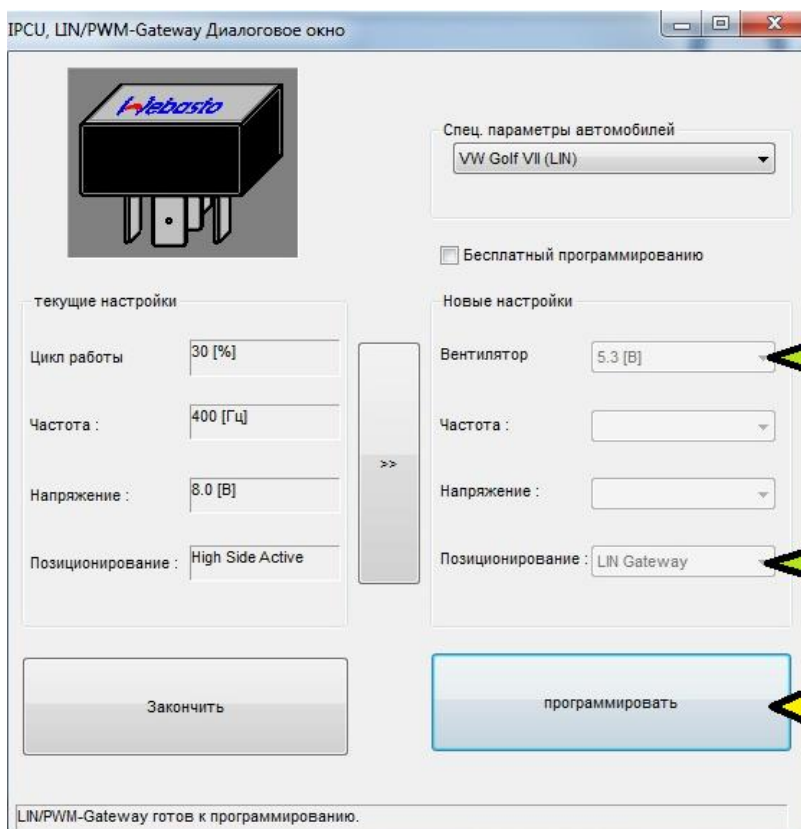 IPCU, LIN/PWM-Gateway Диалоговое окно
Webasto
Спец. параметры автомобилей
VW Golf VII (LIN)
Бесплатный программированию
текущие настройки
Цикл работы
30 [%]
Частота :
400 [Гц]
Напряжение :
8.0 [В]
Позиционирование :
High Side Active
>>
Новые настройки
Вентилятор
5.3 [В]
Частота :
Напряжение :
Позиционирование :
LIN Gateway
Закончить
программировать
LIN/PWM-Gateway готов к программированию.